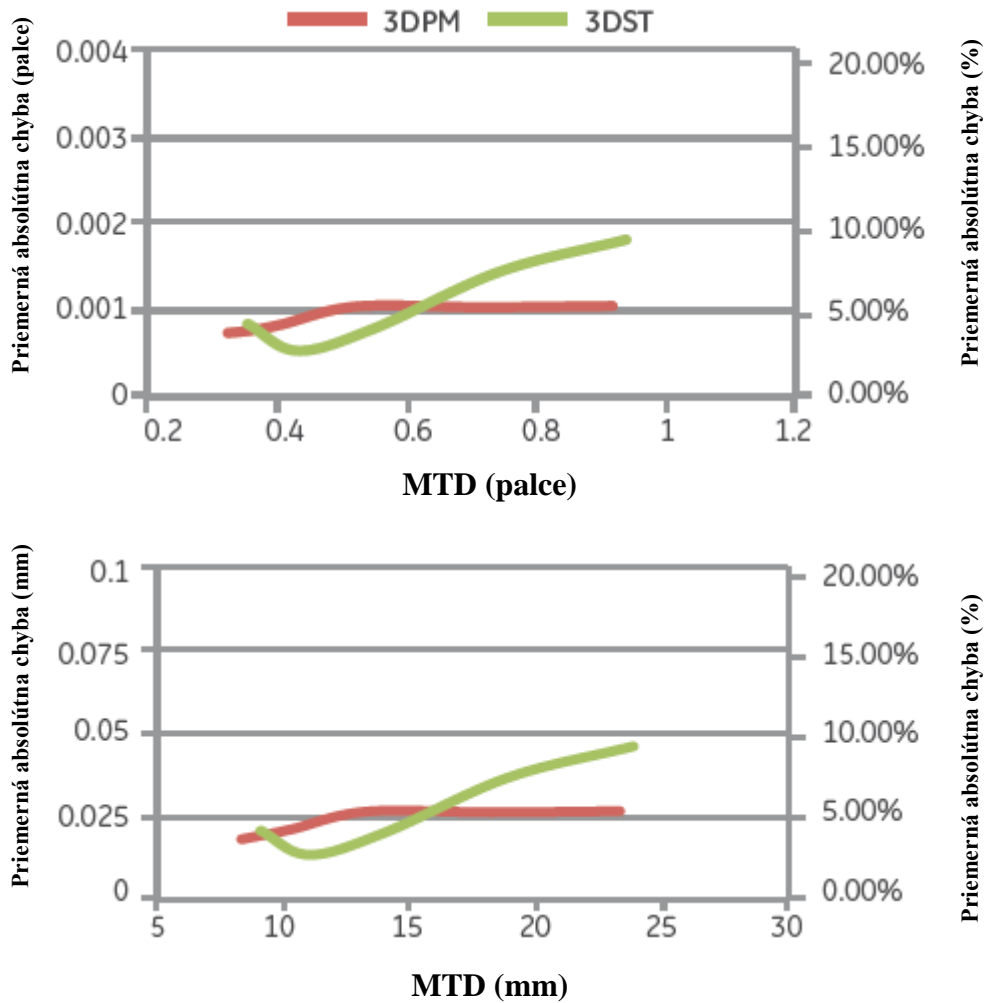 3DPM 3DST
Priemerná absolútna chyba (palce)
0.004
0.003
0.002
0.001
0
20.00%
15.00%
10.00%
5.00%
0.00%
Priemerná absolútna chyba (%)
0.2 0.4 0.6 0.8 1 1.2
MTD (palce)
Priemerná absolútna chyba (mm)
0.1
0.075
0.05
0.025
0
20.00%
15.00%
10.00%
5.00%
0.00%
Priemerná absolútna chyba (%)
5 10 15 20 25 30
MTD (mm)